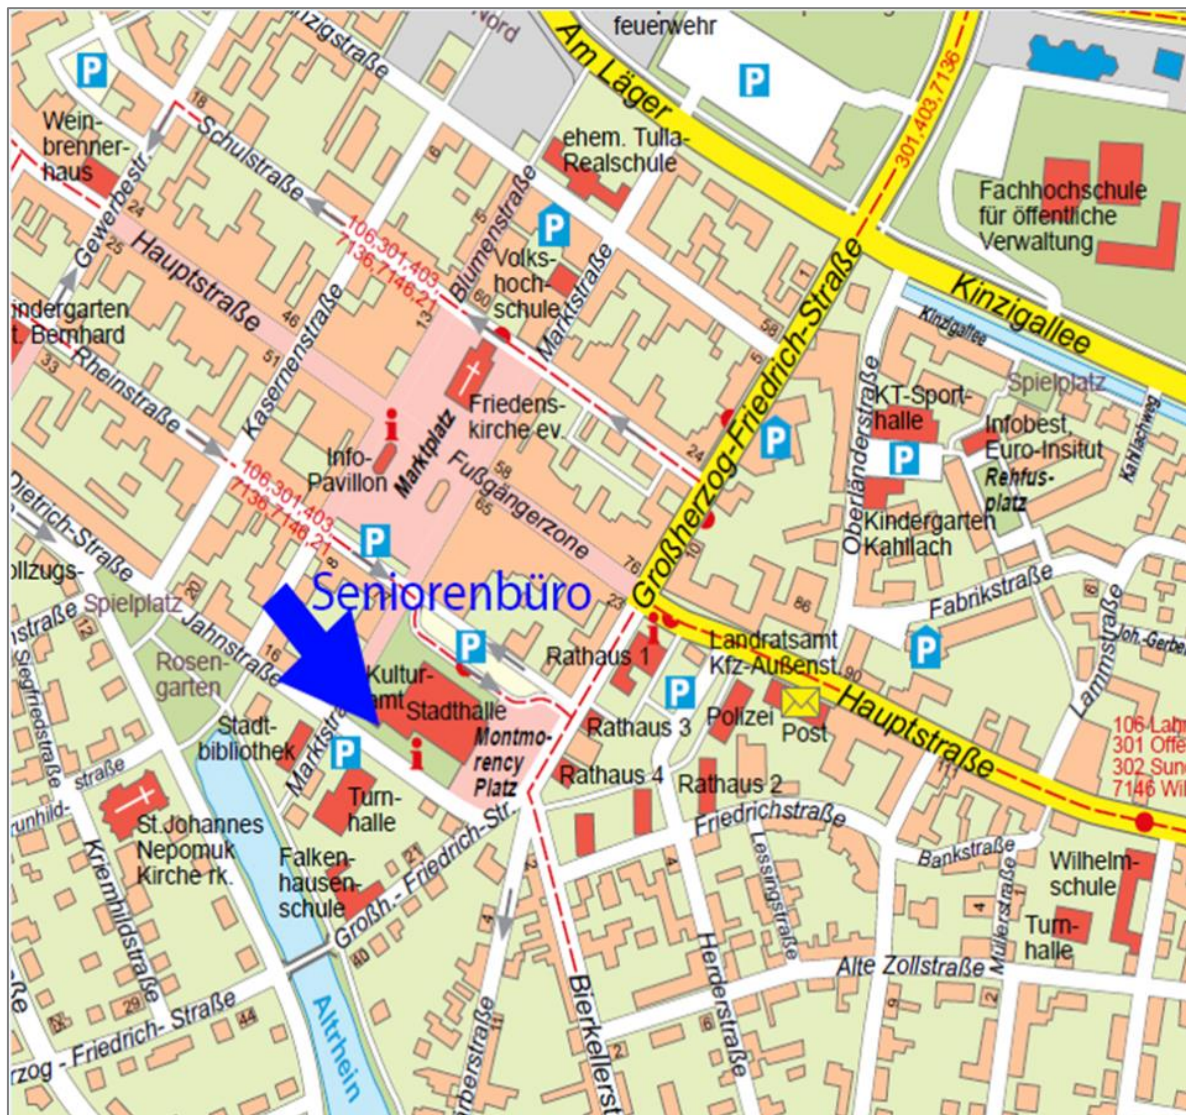 Nord
feuerwehr
Am Läger
301,403,7136
P
P
ehem. Tulla-
Realschule
Wein-
brenner-
haus
Schulstraße
Gewerbestr.
Fachhochschule
für öffentliche
Verwaltung
Hauptstraße
106,301,403,
7136,7146,21
Blumenstraße
P
Volks-
hoch-
schule
Marktstraße
Großherzog-Friedrich-Straße
Kinzigallee
Kinzigallee
indergarten
t. Bernhard
Rheinstraße
Kasernenstraße
Friedens-
kirche ev.
Marktplatz
Info-
Pavillon
Fußgängerzone
Oberländerstraße
KT-Sport-
halle
Spielplatz
Infobest,
Euro-Insitut
Rehfus-
platz
Kahllachweg
P
P
Kindergarten
Kahllach
106,301,403,
7136,7146,21
P
Dietrich-Straße
ollzugs-
Seniorenbüro
Spielplatz
Jahnstraße
Rosen-
garten
Siegfriedstraße
Fabrikstraße
Lammstraße
Joh.-Gerber
P
Rathaus 1
Landratsamt
Kfz-Außenst.
P
P
Kultur-
amt
Stadthalle
Montmo-
rency
Platz
Rathaus 3
Polizei
Post
Hauptstraße
Stadt-
bibliothek
Marktstra
P
Rathaus 4
Rathaus 2
106 Lahr
301 Offe
302 Sund
7146 Wil
Turn-
halle
St.Johannes
Nepomuk
Kirche rk.
Kriemhildstraße
Falken-
hausen-
schule
Großh.- Friedrich-Str.
Friedrichstraße
Lessingstraße
Bankstraße
Müllerstraße
Wilhelm-
schule
Turn-
halle
Alte Zollstraße
Herderstraße
Bierkellerst
Altrhein
rzog - Friedrich- Straße
erberstraße